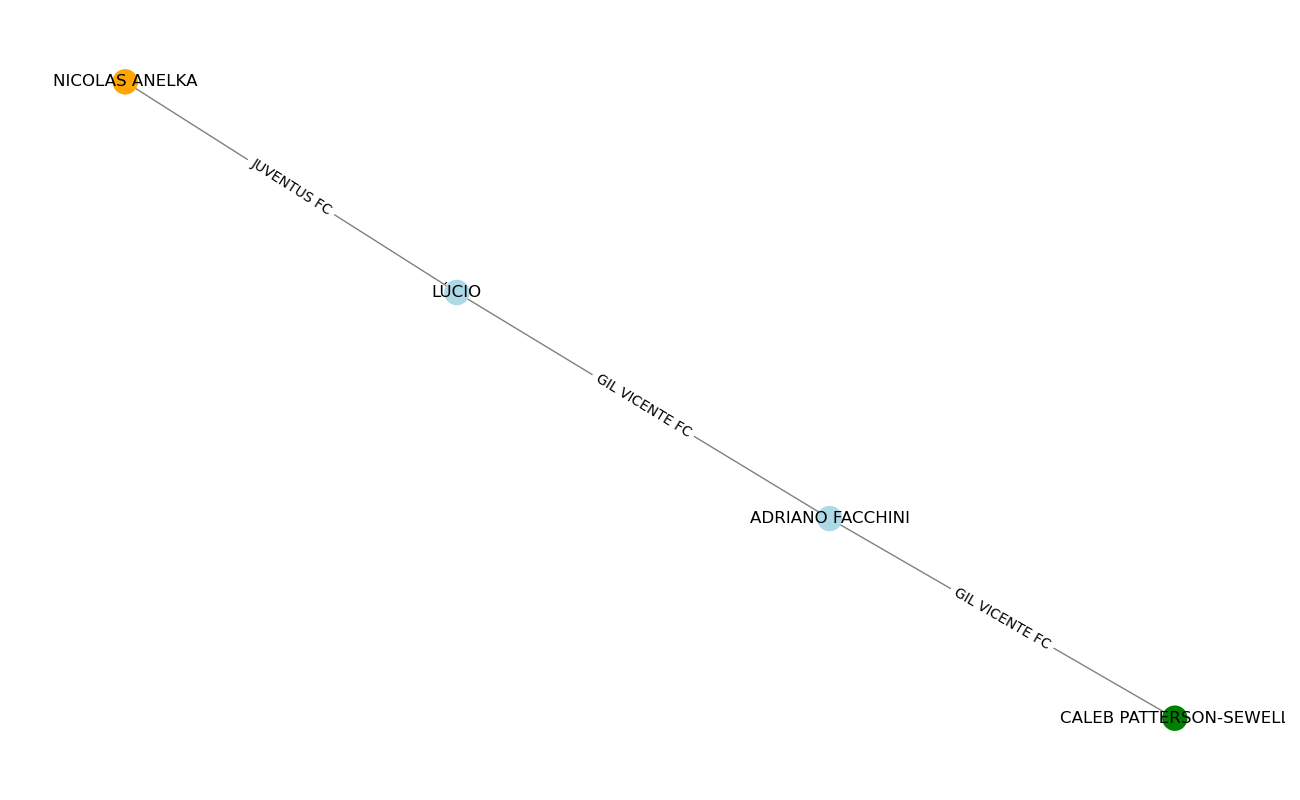 NICOLAS ANELKA
JUVENTUS FC
LÚCIO
GIL VICENTE FC
ADRIANO FACCHINI
GIL VICENTE FC
CALEB PATTERSON-SEWELL